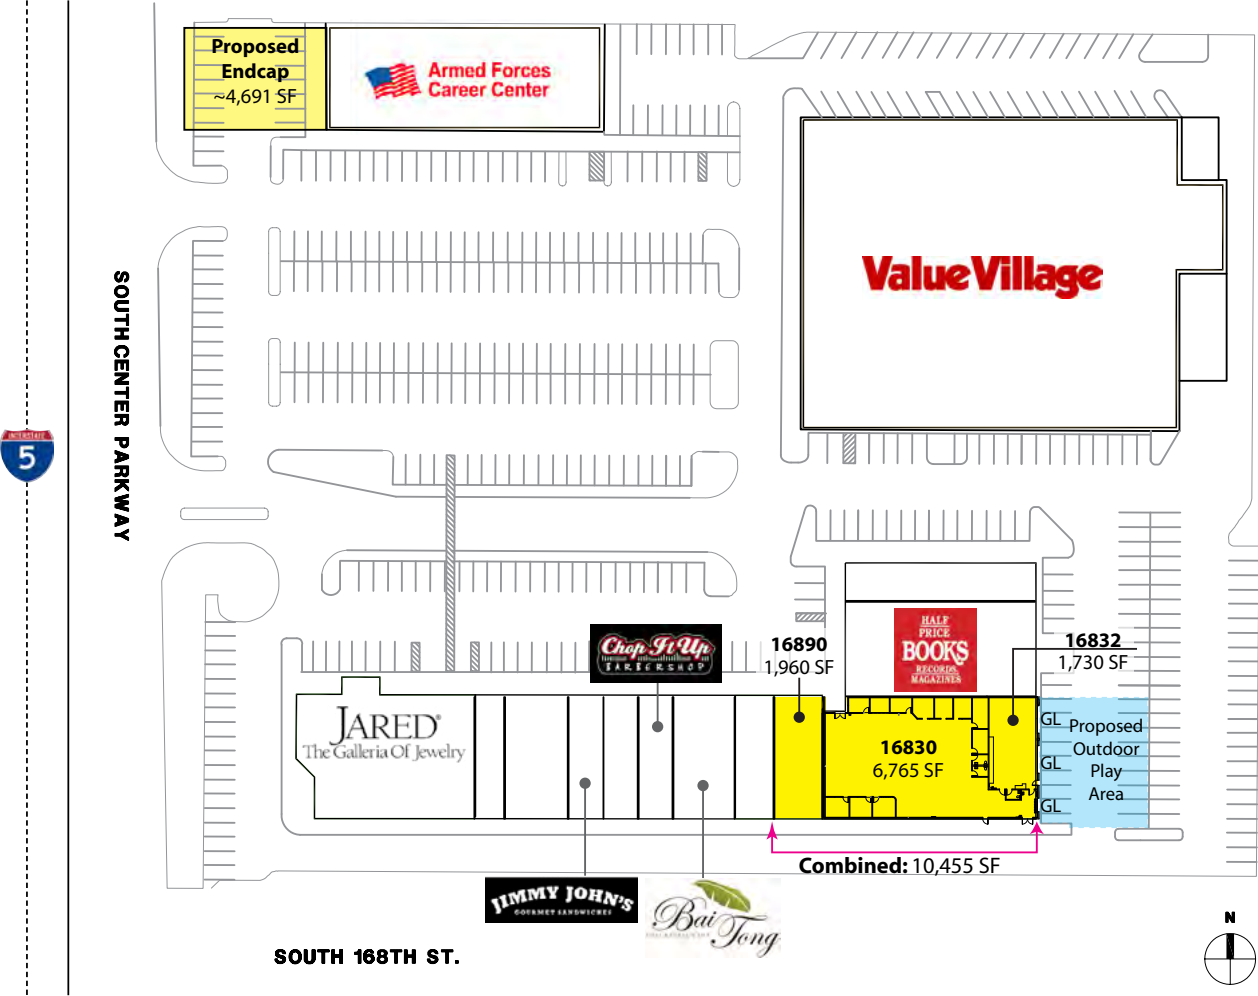 Proposed
Endcap
~4,691 SF
Armed Forces
Career Center
Value Village
SOUTHCENTER PARKWAY
INTERSTATE
5
HALF
PRICE
BOOKS
RECORDS
MAGAZINES
Chop It Up
BARBERSHOP
16890
1,960 SF
16832
1,730 SF
JARED®
The Galleria Of Jewelry
16830
6,765 SF
GL
GL
GL
Proposed
Outdoor
Play
Area
Combined: 10,455 SF
JIMMY JOHN'S
GOURMET SANDWICHES
Bai
Tong
SOUTH 168TH ST.
N